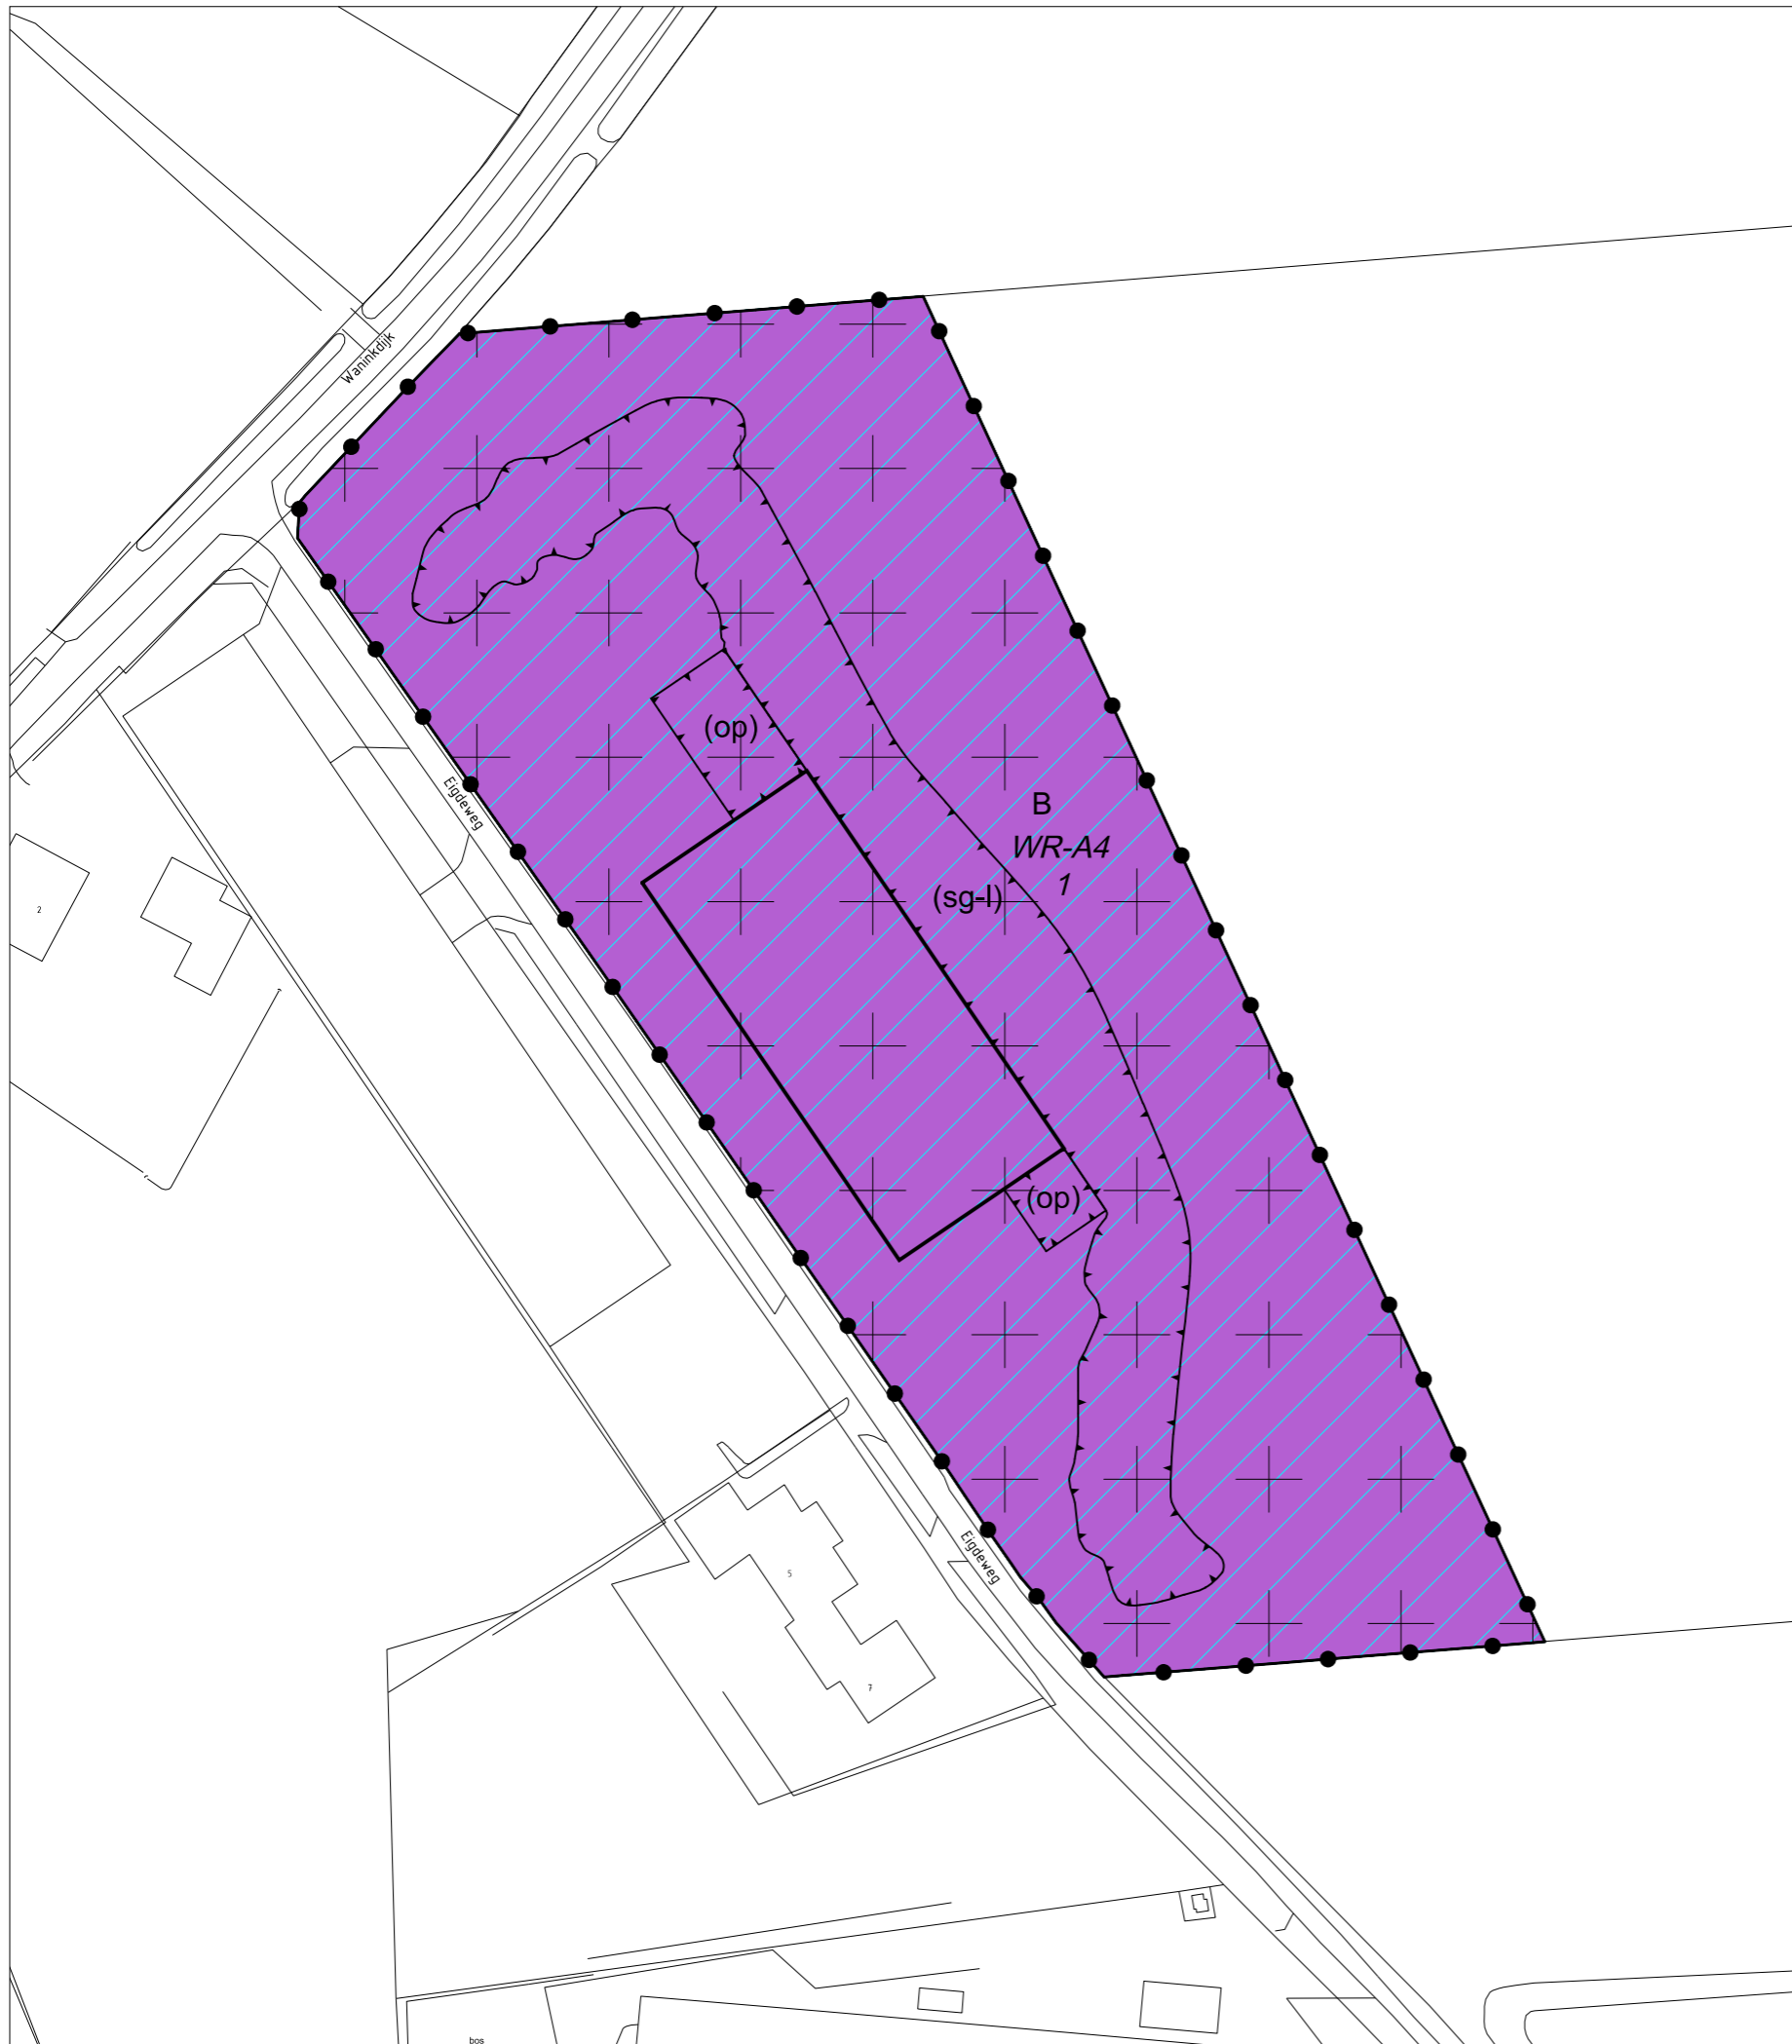 Waninkdijk
(op)
Eigdeweg
B
WR-A4
1
(sg-l)
2
(op)
Eigdeweg
5
7
bos